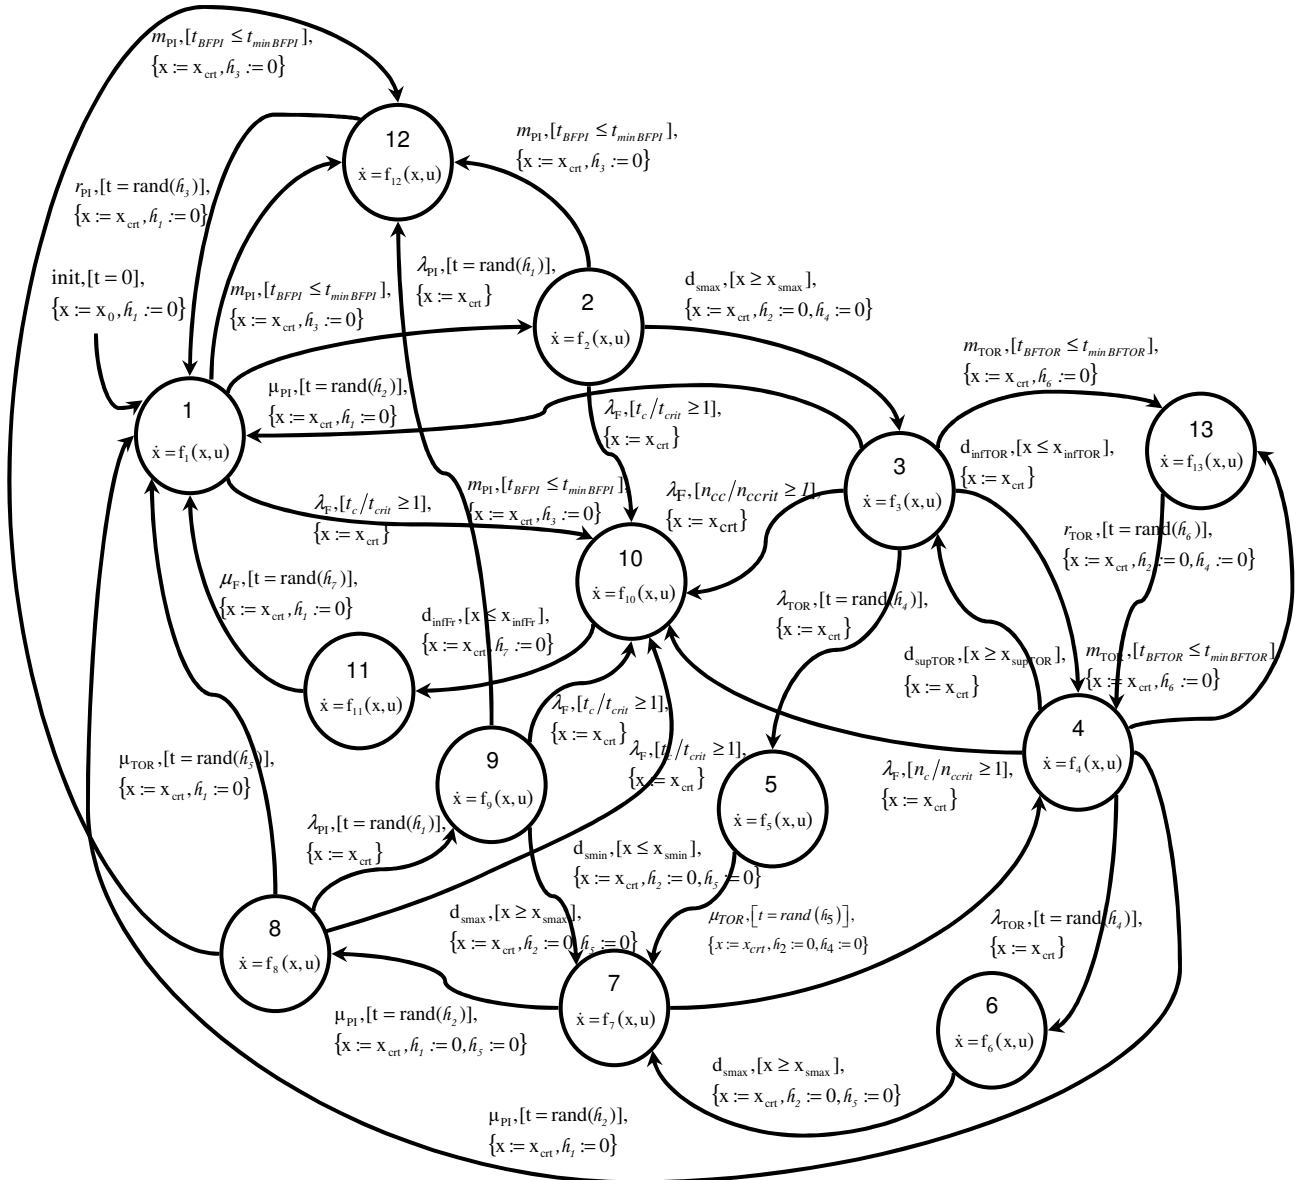 m_PI,[t_BFPI ≤ t_minBFPI],
{x := x_crt, h_3 := 0}
12
ẋ = f_12(x,u)
m_PI,[t_BFPI ≤ t_minBFPI],
{x := x_crt, h_3 := 0}
r_PI,[t = rand(h_3)],
{x := x_crt, h_1 := 0}
init,[t = 0],
{x := x_0, h_1 := 0}
m_PI,[t_BFPI ≤ t_minBFPI],
{x := x_crt, h_3 := 0}
λ_PI,[t = rand(h_1)],
{x := x_crt}
2
ẋ = f_2(x,u)
d_smax,[x ≥ x_smax],
{x := x_crt, h_2 := 0, h_4 := 0}
m_TOR,[t_BFTOR ≤ t_minBFTOR],
{x := x_crt, h_6 := 0}
1
ẋ = f_1(x,u)
μ_PI,[t = rand(h_2)],
{x := x_crt, h_1 := 0}
λ_F,[t_c/t_crit ≥ 1],
{x := x_crt}
3
ẋ = f_3(x,u)
d_infTOR,[x ≤ x_infTOR],
{x := x_crt}
13
ẋ = f_13(x,u)
λ_F,[t_c/t_crit ≥ 1],
{x := x_crt}
m_PI,[t_BFPI ≤ t_minBFPI],
{x := x_crt, h_3 := 0}
λ_F,[n_cc/n_ccrit ≥ 1],
{x := x_crt}
r_TOR,[t = rand(h_6)],
{x := x_crt, h_2 := 0, h_4 := 0}
10
ẋ = f_10(x,u)
μ_F,[t = rand(h_7)],
{x := x_crt, h_1 := 0}
d_infFr,[x ≤ x_infFr],
{x := x_crt, h_7 := 0}
λ_TOR,[t = rand(h_4)],
{x := x_crt}
11
ẋ = f_11(x,u)
d_supTOR,[x ≥ x_supTOR],
{x := x_crt}
m_TOR,[t_BFTOR ≤ t_minBFTOR]
{x := x_crt, h_6 := 0}
λ_F,[t_c/t_crit ≥ 1],
{x := x_crt}
4
ẋ = f_4(x,u)
μ_TOR,[t = rand(h_5)],
{x := x_crt, h_1 := 0}
9
ẋ = f_9(x,u)
λ_F,[t_c/t_crit ≥ 1],
{x := x_crt}
5
ẋ = f_5(x,u)
λ_F,[n_c/n_ccrit ≥ 1],
{x := x_crt}
λ_PI,[t = rand(h_1)],
{x := x_crt}
d_smin,[x ≤ x_smin],
{x := x_crt, h_2 := 0, h_5 := 0}
8
ẋ = f_8(x,u)
d_smax,[x ≥ x_smax],
{x := x_crt, h_2 := 0, h_5 := 0}
μ_TOR,[t = rand(h_5)],
{x := x_crt, h_2 := 0, h_4 := 0}
λ_TOR,[t = rand(h_4)],
{x := x_crt}
7
ẋ = f_7(x,u)
6
ẋ = f_6(x,u)
μ_PI,[t = rand(h_2)],
{x := x_crt, h_1 := 0, h_5 := 0}
d_smax,[x ≥ x_smax],
{x := x_crt, h_2 := 0, h_5 := 0}
μ_PI,[t = rand(h_2)],
{x := x_crt, h_1 := 0}